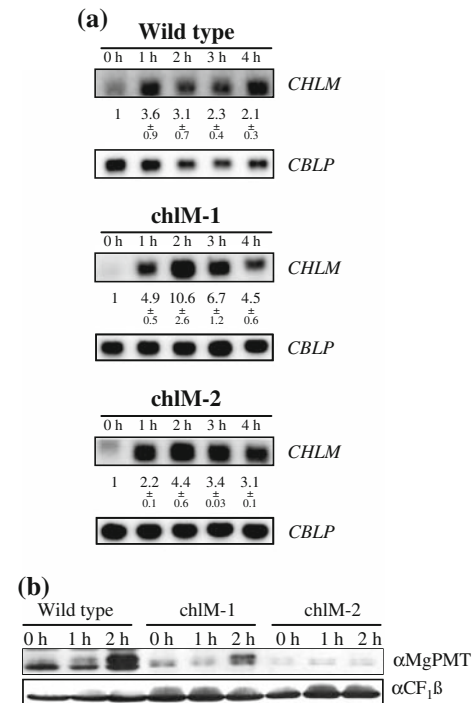 (a)
Wild type
0 h 1 h 2 h 3 h 4 h
CHLM
1 3.6 3.1 2.3 2.1
± ± ± ±
0.9 0.7 0.4 0.3
CBLP
chlM-1
0 h 1 h 2 h 3 h 4 h
CHLM
1 4.9 10.6 6.7 4.5
± ± ± ±
0.5 2.6 1.2 0.6
CBLP
chlM-2
0 h 1 h 2 h 3 h 4 h
CHLM
1 2.2 4.4 3.4 3.1
± ± ± ±
0.1 0.6 0.03 0.1
CBLP
(b)
Wild type chlM-1 chlM-2
0 h 1 h 2 h 0 h 1 h 2 h 0 h 1 h 2 h
αMgPMT
αCF₁ß